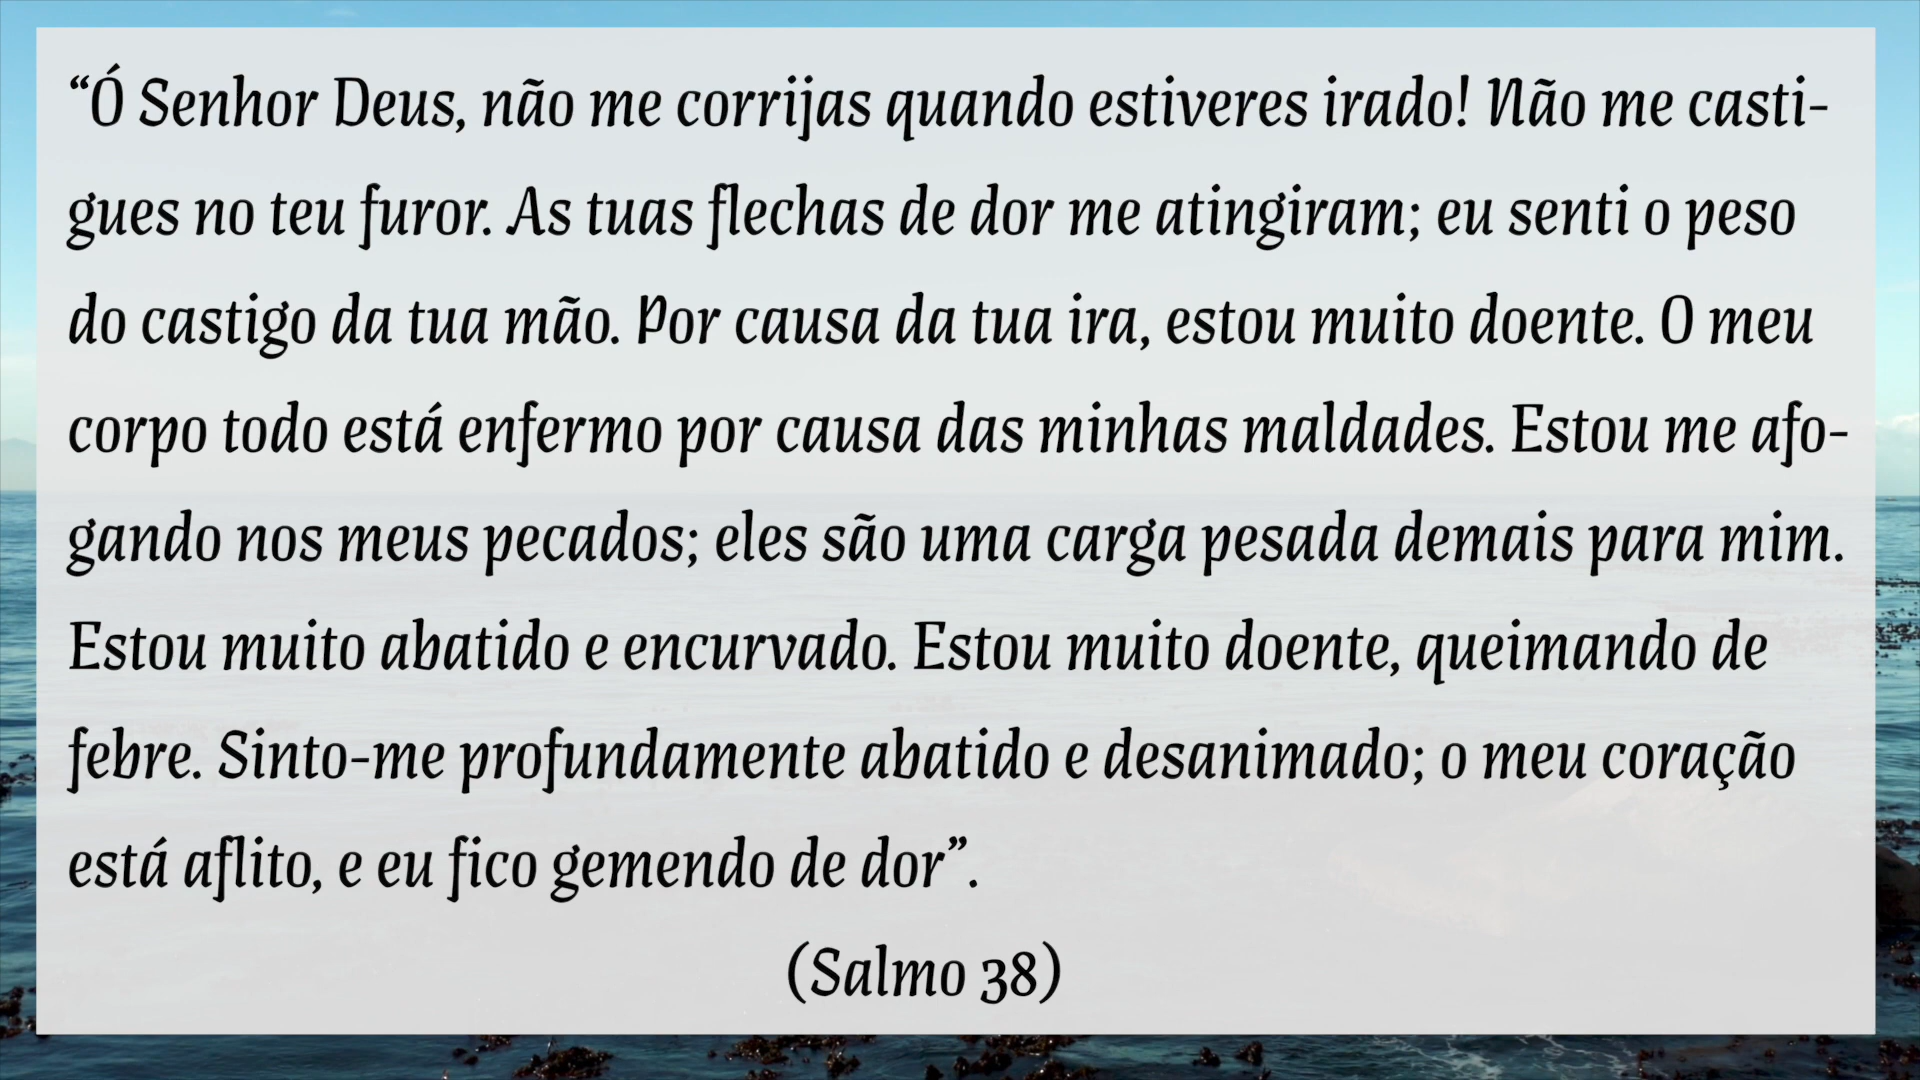 “Ó Senhor Deus, não me corrijas quando estiveres irado! Não me casti-
gues no teu furor. As tuas flechas de dor me atingiram; eu senti o peso
do castigo da tua mão. Por causa da tua ira, estou muito doente. O meu
corpo todo está enfermo por causa das minhas maldades. Estou me afo-
gando nos meus pecados; eles são uma carga pesada demais para mim.
Estou muito abatido e encurvado. Estou muito doente, queimando de
febre. Sinto-me profundamente abatido e desanimado; o meu coração
está aflito, e eu fico gemendo de dor”.
(Salmo 38)